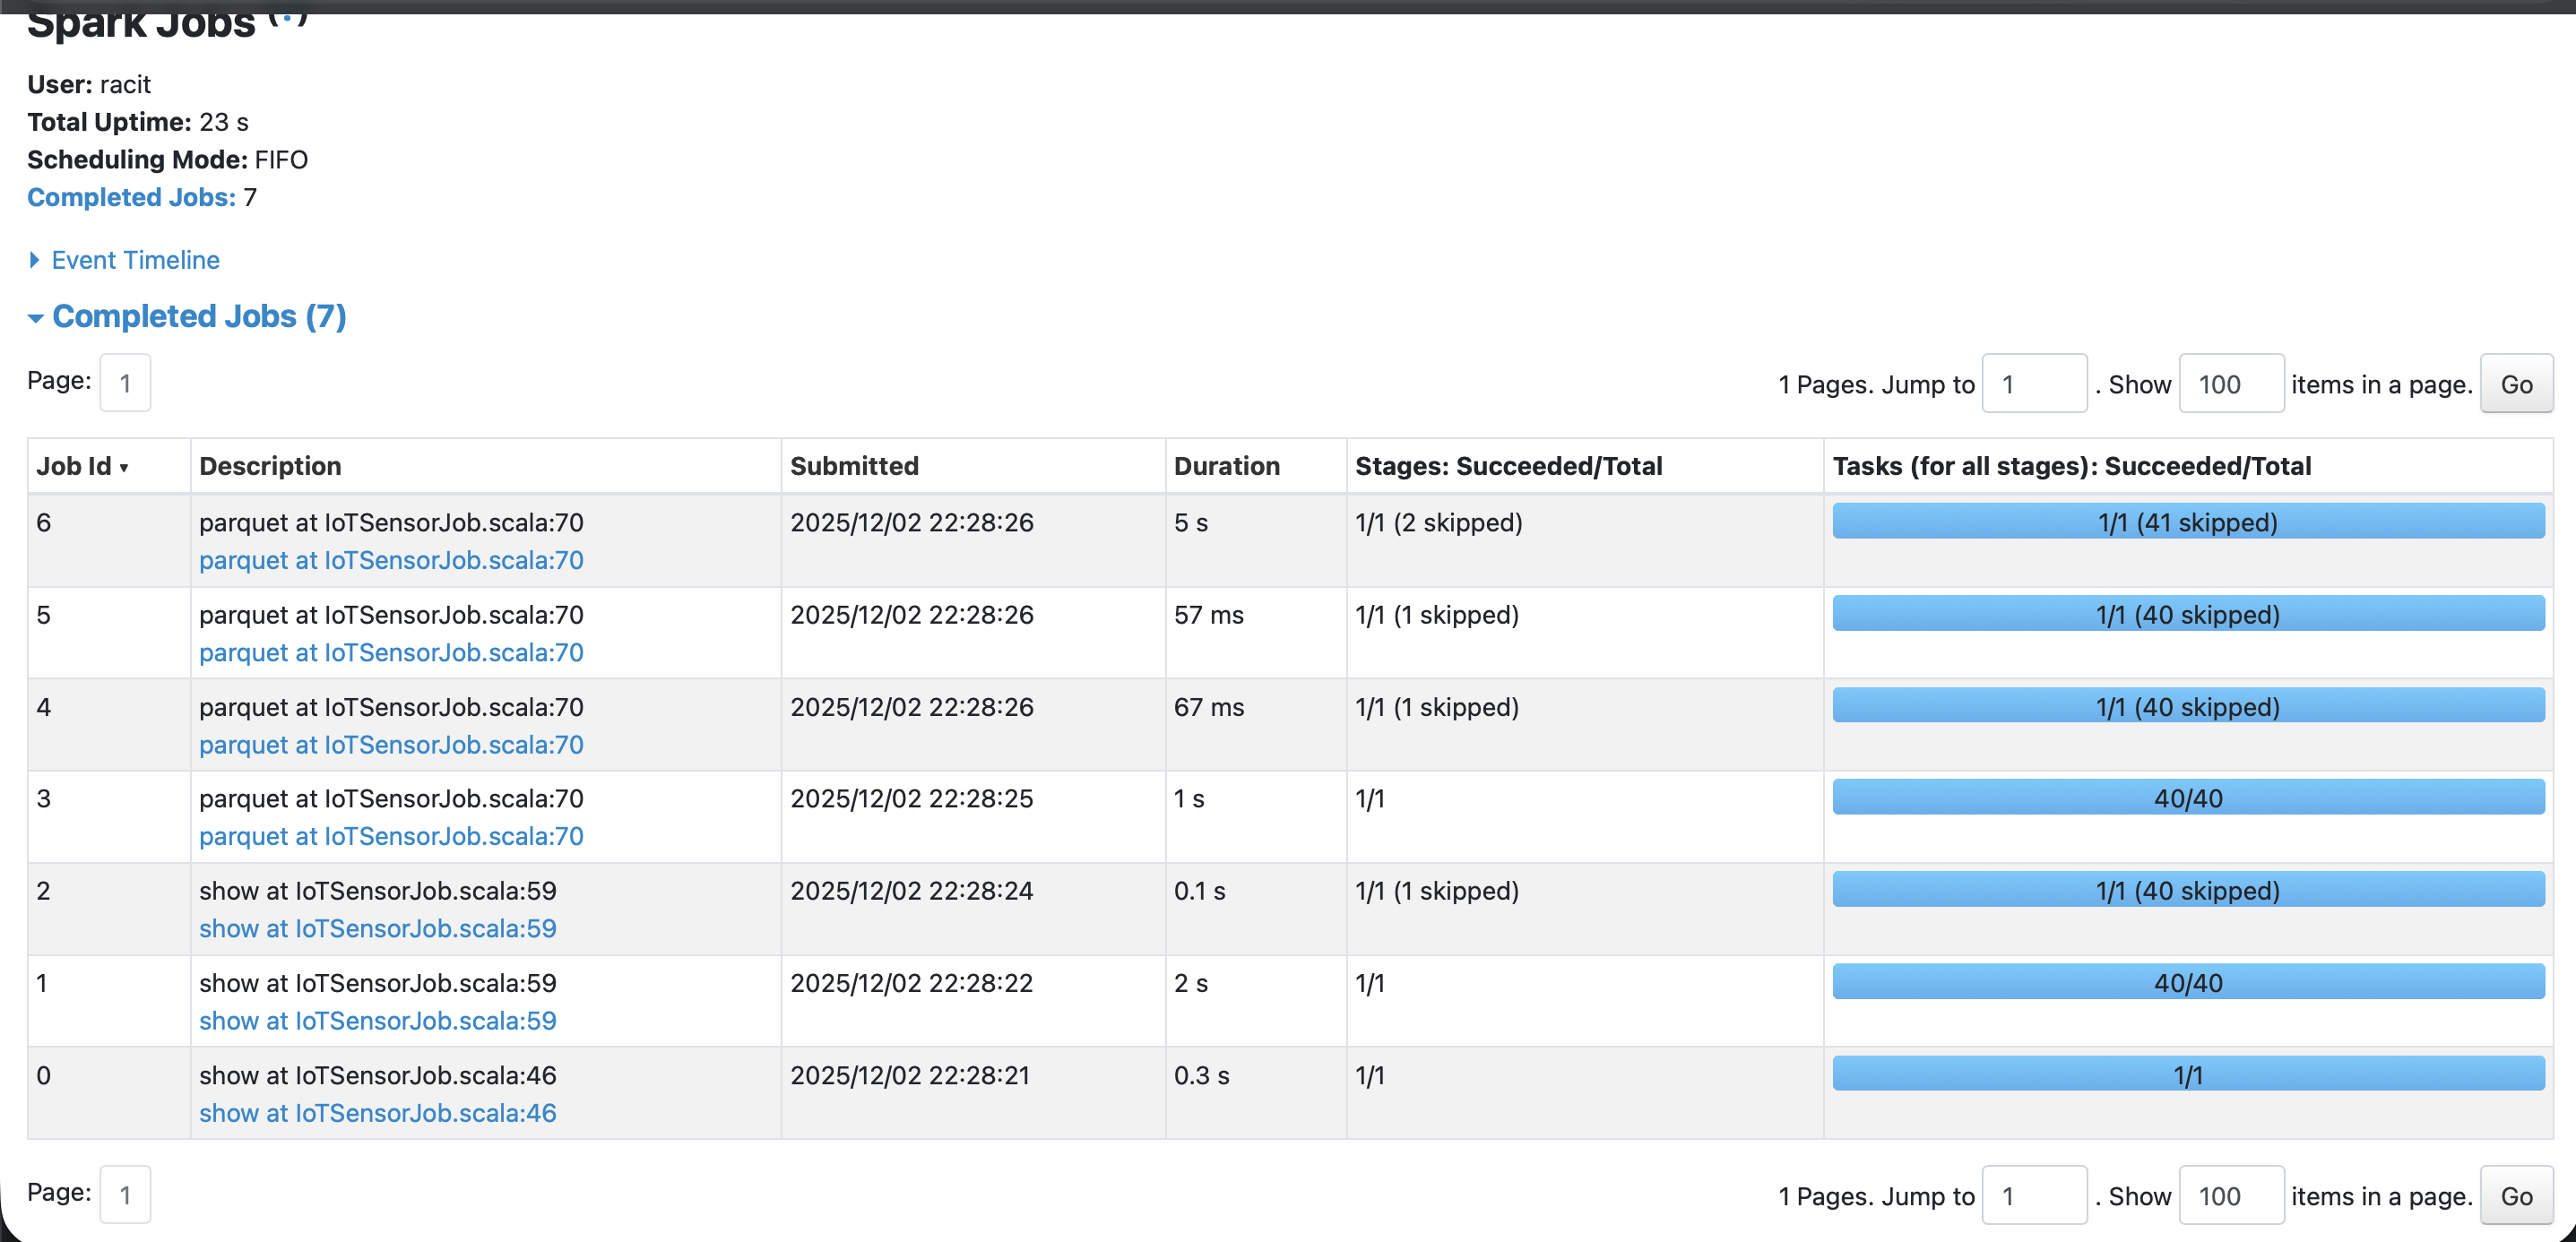 Spark Jobs (?)
User: racit
Total Uptime: 23 s
Scheduling Mode: FIFO
Completed Jobs: 7
Event Timeline
Completed Jobs (7)
Page: 1
1 Pages. Jump to 1 . Show 100 items in a page. Go
Job Id ▾ Description Submitted Duration Stages: Succeeded/Total Tasks (for all stages): Succeeded/Total
6 parquet at IoTSensorJob.scala:70 2025/12/02 22:28:26 5 s 1/1 (2 skipped) 1/1 (41 skipped)
parquet at IoTSensorJob.scala:70
5 parquet at IoTSensorJob.scala:70 2025/12/02 22:28:26 57 ms 1/1 (1 skipped) 1/1 (40 skipped)
parquet at IoTSensorJob.scala:70
4 parquet at IoTSensorJob.scala:70 2025/12/02 22:28:26 67 ms 1/1 (1 skipped) 1/1 (40 skipped)
parquet at IoTSensorJob.scala:70
3 parquet at IoTSensorJob.scala:70 2025/12/02 22:28:25 1 s 1/1 40/40
parquet at IoTSensorJob.scala:70
2 show at IoTSensorJob.scala:59 2025/12/02 22:28:24 0.1 s 1/1 (1 skipped) 1/1 (40 skipped)
show at IoTSensorJob.scala:59
1 show at IoTSensorJob.scala:59 2025/12/02 22:28:22 2 s 1/1 40/40
show at IoTSensorJob.scala:59
0 show at IoTSensorJob.scala:46 2025/12/02 22:28:21 0.3 s 1/1 1/1
show at IoTSensorJob.scala:46
Page: 1
1 Pages. Jump to 1 . Show 100 items in a page. Go